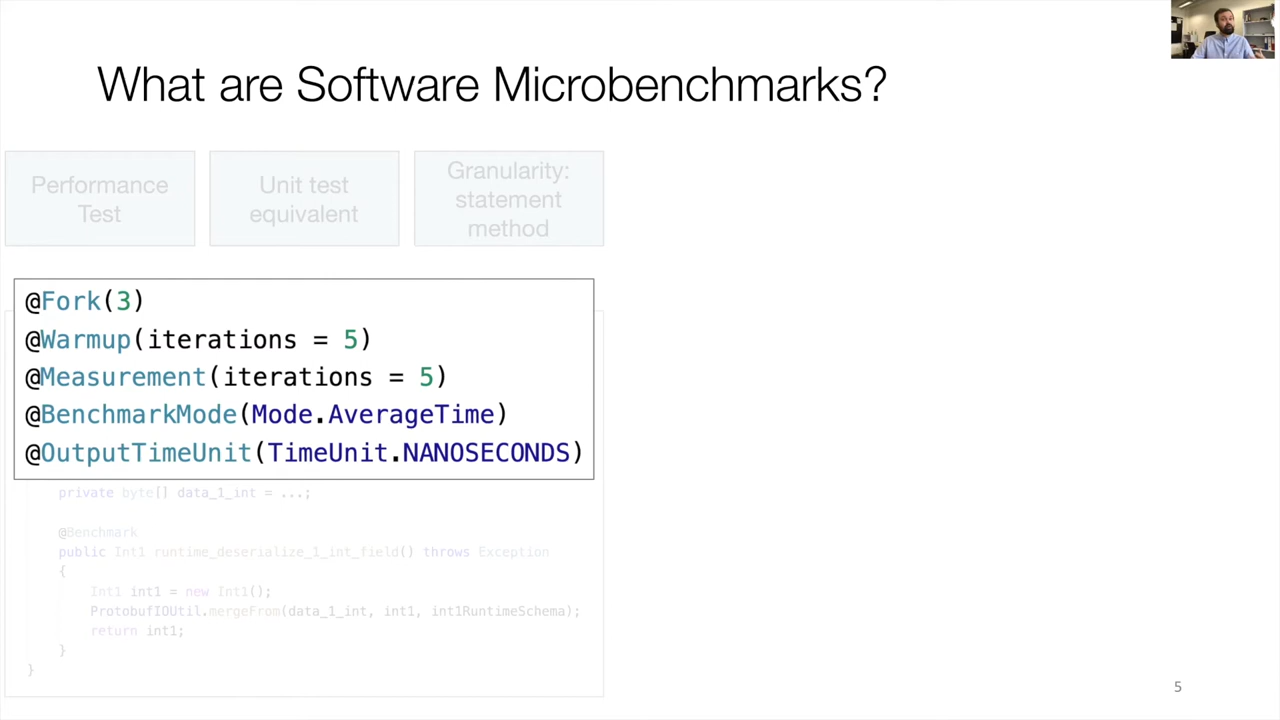 What are Software Microbenchmarks?
Performance
Test
Unit test
equivalent
Granularity:
statement
method
@Fork(3)
@Warmup(iterations = 5)
@Measurement(iterations = 5)
@BenchmarkMode(Mode.AverageTime)
@OutputTimeUnit(TimeUnit.NANOSECONDS)
private byte[] data_1_int = ...;
@Benchmark
public Int1 runtime_deserialize_1_int_field() throws Exception
{
Int1 int1 = new Int1();
ProtobufIOUtil.mergeFrom(data_1_int, int1, int1RuntimeSchema);
return int1;
}
}
5